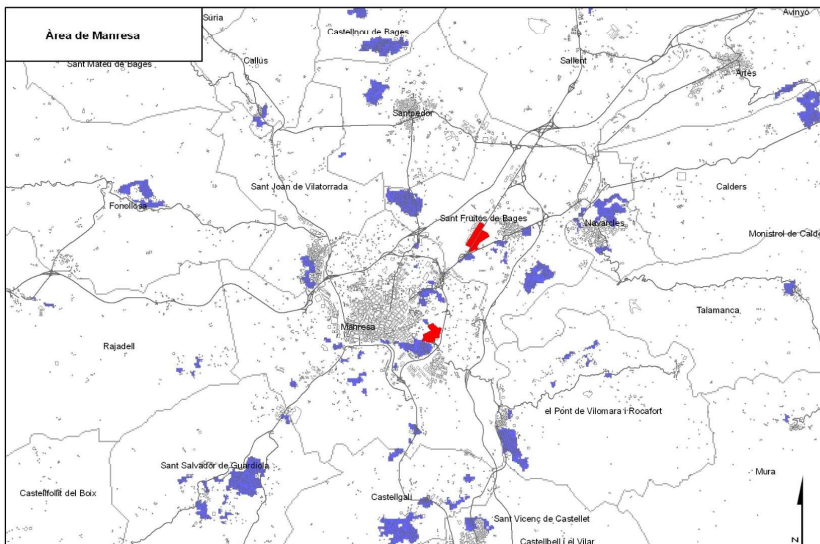 Àrea de Manresa
Súria
Castellnou de Bages
Avinyó
Sant Mateu de Bages
Callús
Sallent
Artés
Santpedor
Sant Joan de Vilatorrada
Calders
Fonollosa
Sant Fruitós de Bages
Navarcles
Monistrol de Calde
Talamanca
Manresa
Rajadell
el Pont de Vilomara i Rocafort
Sant Salvador de Guardiola
Mura
Castellfollit del Boix
Castellgalí
Sant Vicenç de Castellet
Castellbell i el Vilar
N